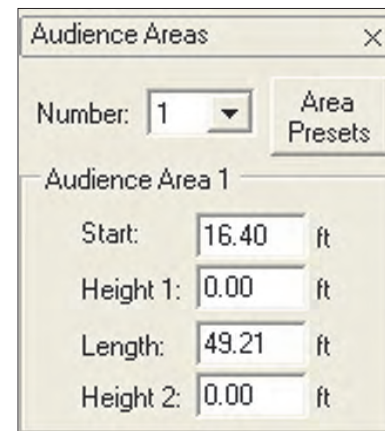 Audience Areas
Number: 1 Area Presets
Audience Area 1
Start: 16.40 ft
Height 1: 0.00 ft
Length: 49.21 ft
Height 2: 0.00 ft